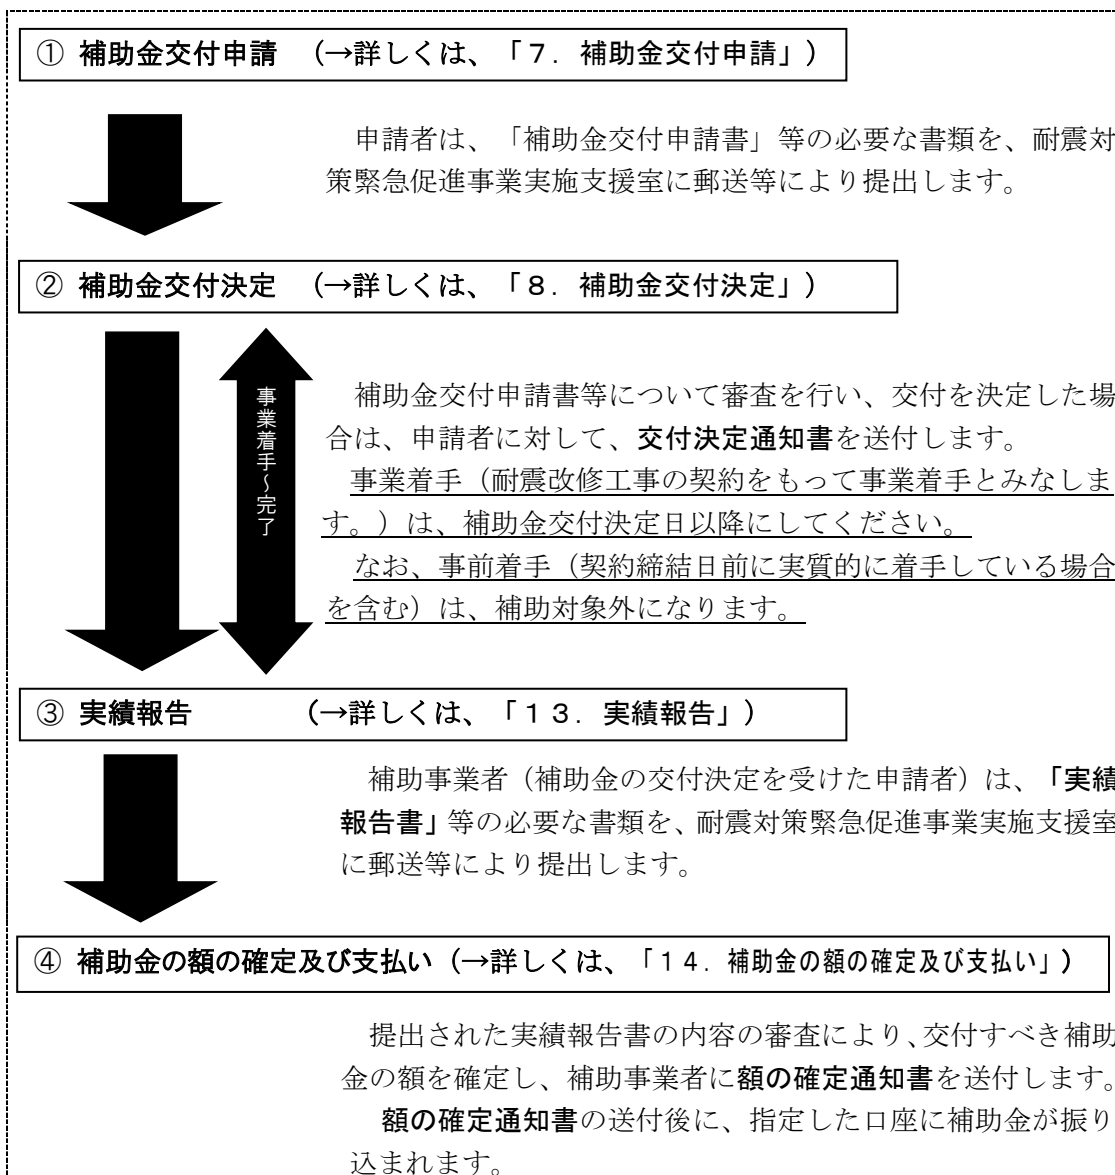 ① 補助金交付申請 （→詳しくは、「７．補助金交付申請」）
申請者は、「補助金交付申請書」等の必要な書類を、耐震対
策緊急促進事業実施支援室に郵送等により提出します。
② 補助金交付決定 （→詳しくは、「８．補助金交付決定」）
事業着手～完了
補助金交付申請書等について審査を行い、交付を決定した場
合は、申請者に対して、交付決定通知書を送付します。
事業着手（耐震改修工事の契約をもって事業着手とみなしま
す。）は、補助金交付決定日以降にしてください。
なお、事前着手（契約締結日前に実質的に着手している場合
を含む）は、補助対象外になります。
③ 実績報告 （→詳しくは、「１３．実績報告」）
補助事業者（補助金の交付決定を受けた申請者）は、「実績
報告書」等の必要な書類を、耐震対策緊急促進事業実施支援室
に郵送等により提出します。
④ 補助金の額の確定及び支払い（→詳しくは、「１４．補助金の額の確定及び支払い」）
提出された実績報告書の内容の審査により、交付すべき補助
金の額を確定し、補助事業者に額の確定通知書を送付します。
額の確定通知書の送付後に、指定した口座に補助金が振り
込まれます。